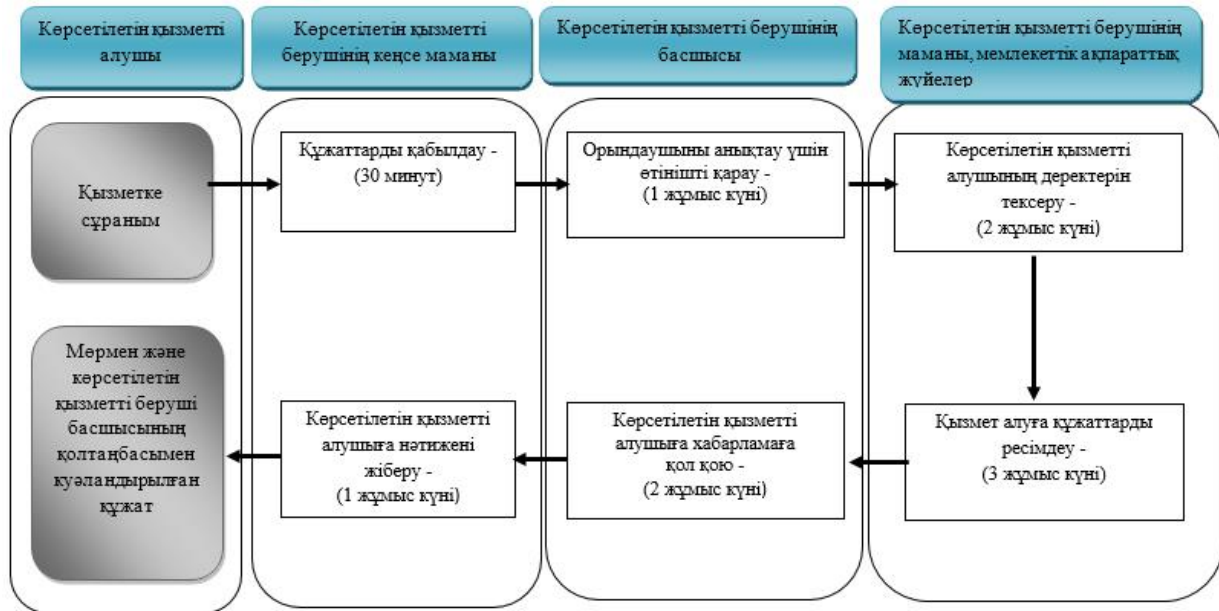 Көрсетілетін қызметті
алушы
Көрсетілетін қызметті
берушінің кеңсе маманы
Көрсетілетін қызметті берушінің
басшысы
Көрсетілетін қызметті берушінің
маманы, мемлекеттік ақпараттық
жүйелер
Қызметке
сұраным
Құжаттарды қабылдау -
(30 минут)
Орындаушыны анықтау үшін
өтінішті қарау -
(1 жұмыс күні)
Көрсетілетін қызметті
алушының деректерін
тексеру -
(2 жұмыс күні)
Мөрмен және
көрсетілетін
қызметті беруші
басшысының
қолтаңбасымен
куәландырылған
құжат
Көрсетілетін қызметті
алушыға нәтижені
жіберу -
(1 жұмыс күні)
Көрсетілетін қызметті
алушыға хабарламаға
қол қою -
(2 жұмыс күні)
Қызмет алуға құжаттарды
ресімдеу -
(3 жұмыс күні)